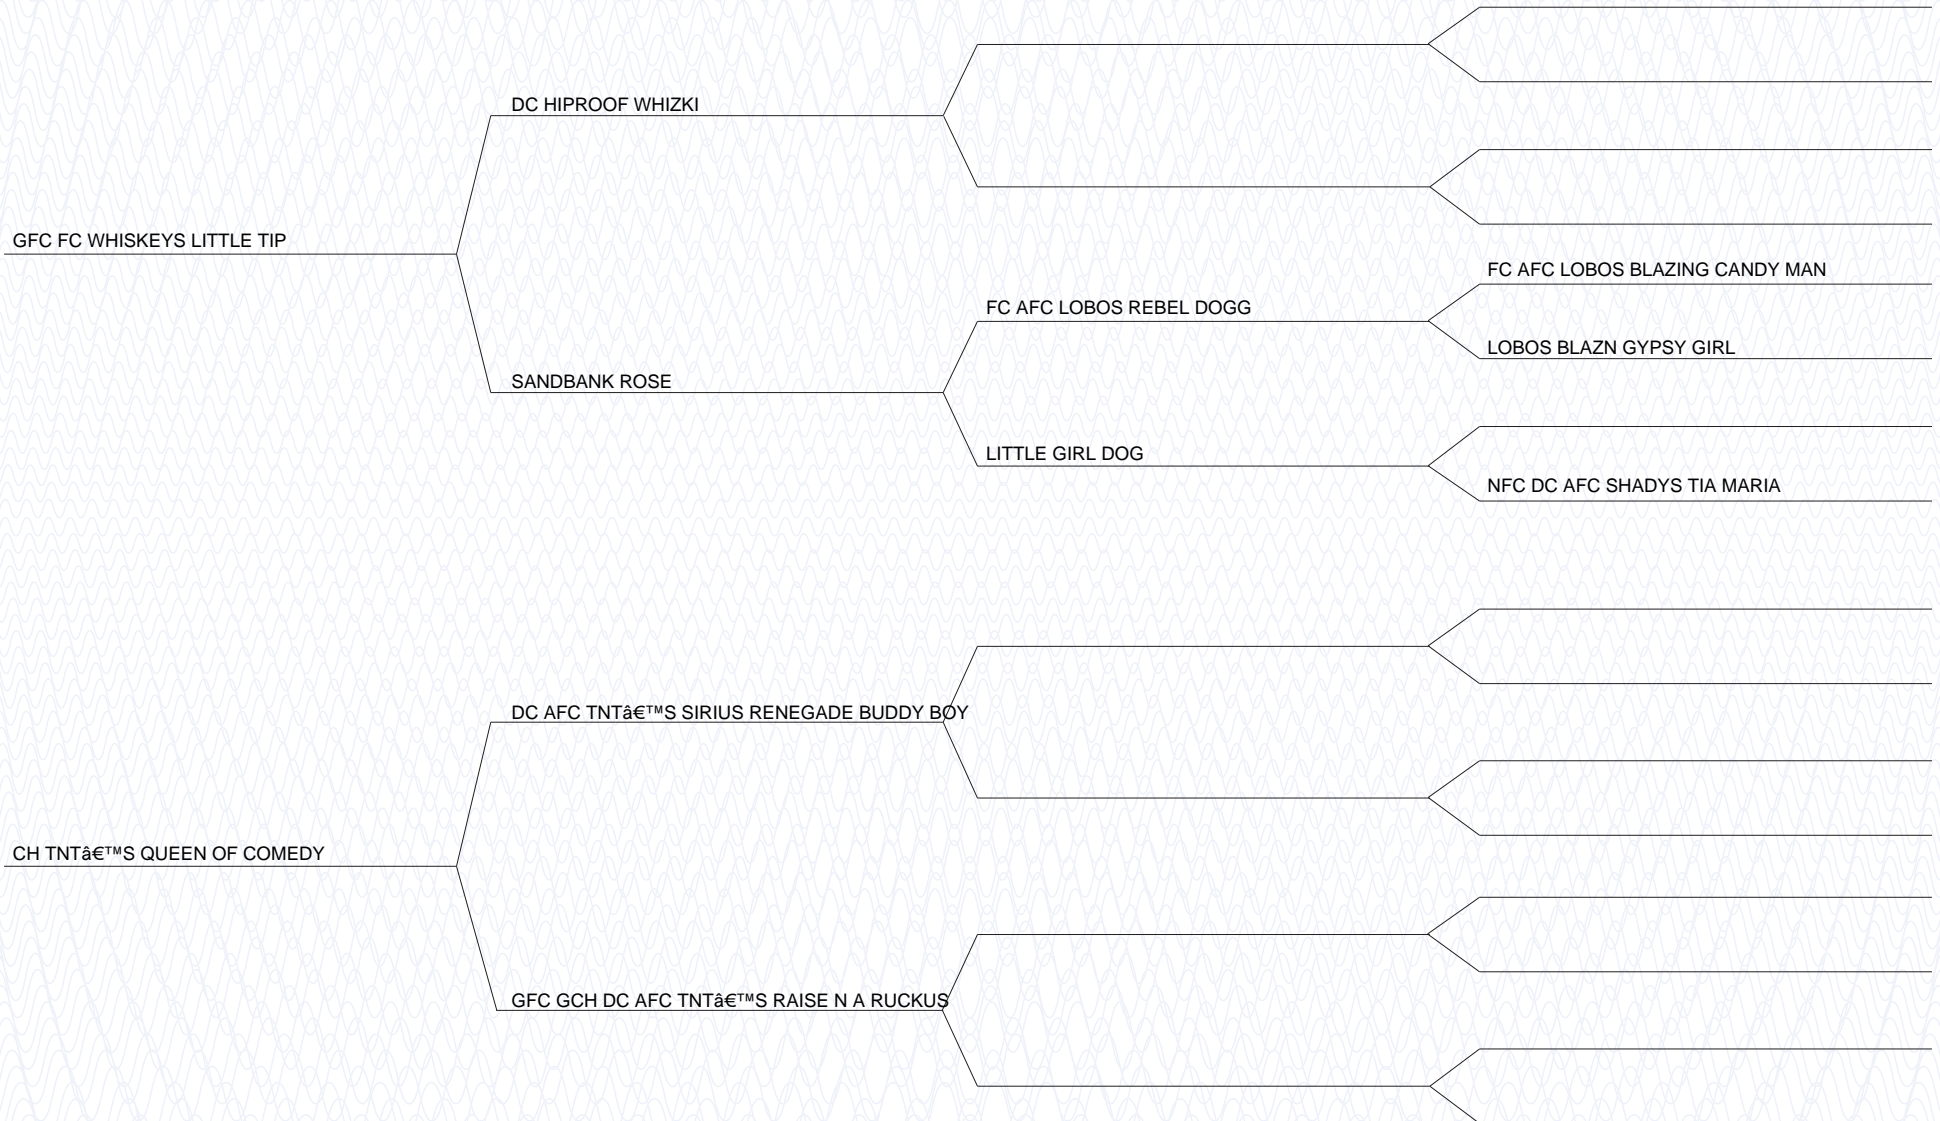 DC HIPROOF WHIZKI
GFC FC WHISKEYS LITTLE TIP
FC AFC LOBOS BLAZING CANDY MAN
FC AFC LOBOS REBEL DOGG
LOBOS BLAZN GYPSY GIRL
SANDBANK ROSE
LITTLE GIRL DOG
NFC DC AFC SHADYS TIA MARIA
DC AFC TNTâ€™S SIRIUS RENEGADE BUDDY BOY
CH TNTâ€™S QUEEN OF COMEDY
GFC GCH DC AFC TNTâ€™S RAISE N A RUCKUS